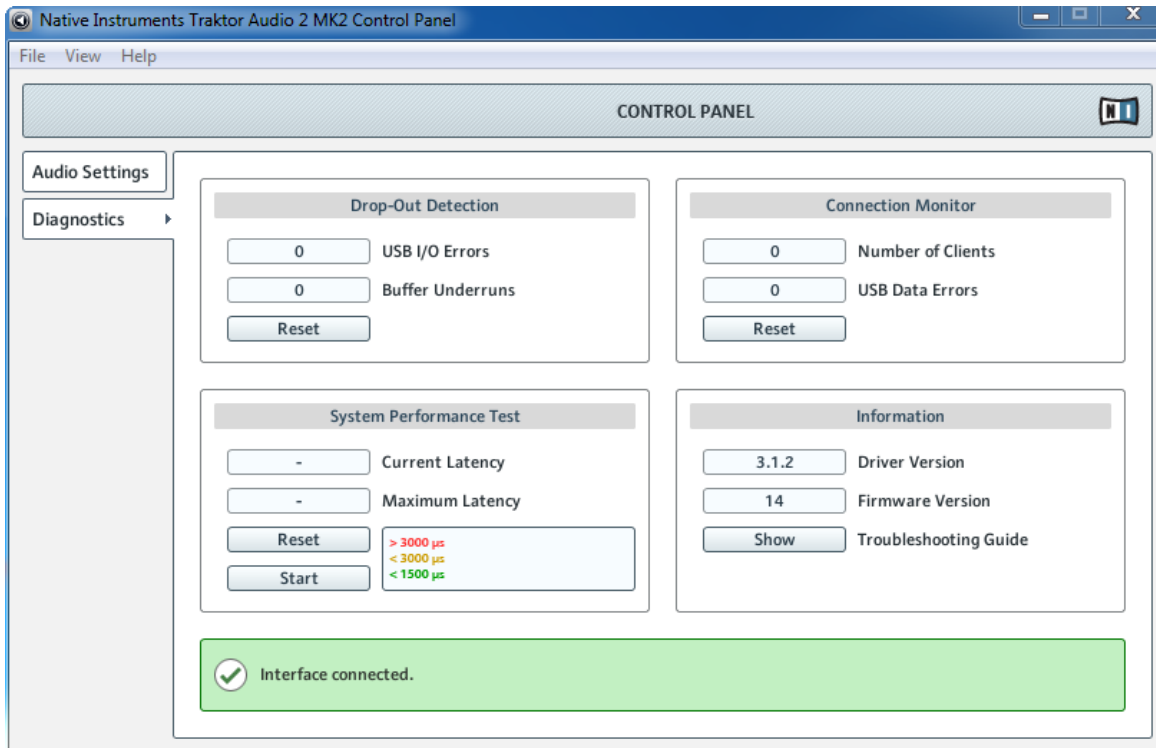 Native Instruments Traktor Audio 2 MK2 Control Panel
File View Help
CONTROL PANEL
NI
Audio Settings
Diagnostics
Drop-Out Detection
0 USB I/O Errors
0 Buffer Underruns
Reset
Connection Monitor
0 Number of Clients
0 USB Data Errors
Reset
System Performance Test
- Current Latency
- Maximum Latency
Reset
Start
> 3000 µs
< 3000 µs
< 1500 µs
Information
3.1.2 Driver Version
14 Firmware Version
Show Troubleshooting Guide
Interface connected.